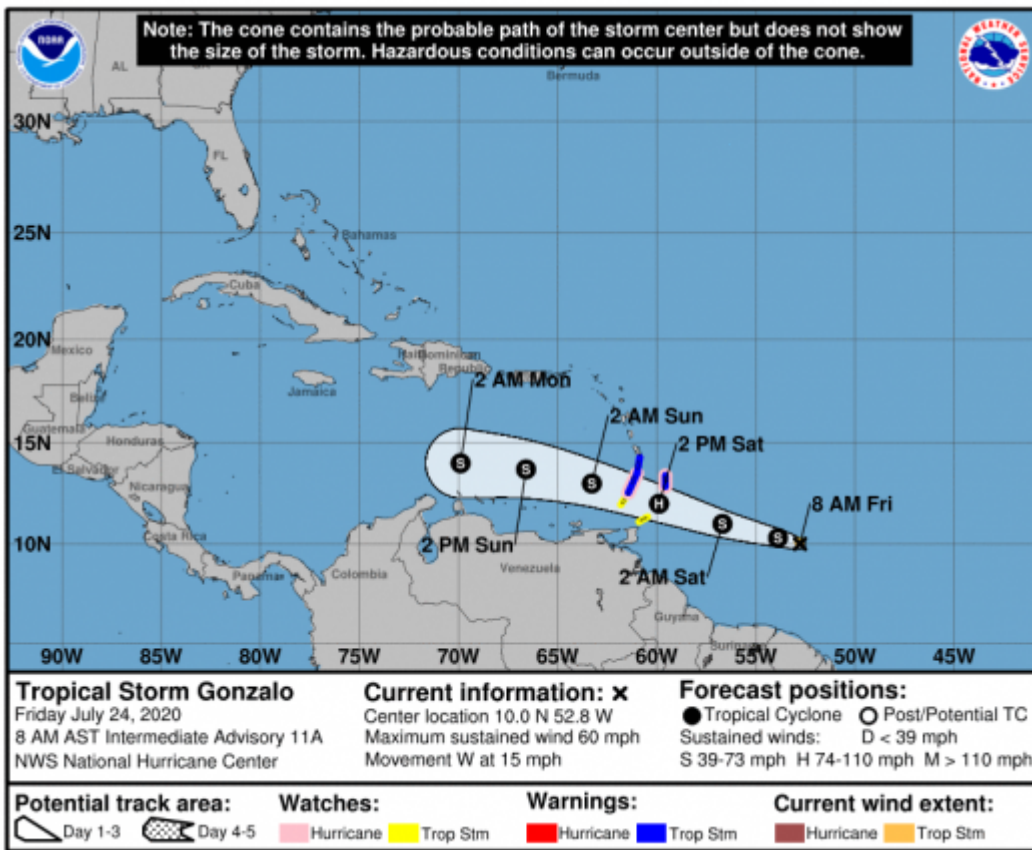 Note: The cone contains the probable path of the storm center but does not show
the size of the storm. Hazardous conditions can occur outside of the cone.
NOAA
NATIONAL WEATHER SERVICE
AL
Bermuda
30N
FL
25N
Bahamas
Cuba
20N
Mexico
Haiti
Dominican
Republic
Jamaica
Belize
2 AM Mon
2 AM Sun
Guatemala
15N
Honduras
2 PM Sat
El Salvador
Nicaragua
8 AM Fri
S S S H S S
Costa Rica
10N
2 PM Sun
Panama
Colombia
Venezuela
2 AM Sat
Guyana
Suriname
90W 85W 80W 75W 70W 65W 60W 55W 50W 45W
Tropical Storm Gonzalo
Friday July 24, 2020
8 AM AST Intermediate Advisory 11A
NWS National Hurricane Center
Current information: ×
Center location 10.0 N 52.8 W
Maximum sustained wind 60 mph
Movement W at 15 mph
Forecast positions:
Tropical Cyclone Post/Potential TC
Sustained winds: D < 39 mph
S 39-73 mph H 74-110 mph M > 110 mph
Potential track area:
Day 1-3 Day 4-5
Watches:
Hurricane Trop Stm
Warnings:
Hurricane Trop Stm
Current wind extent:
Hurricane Trop Stm